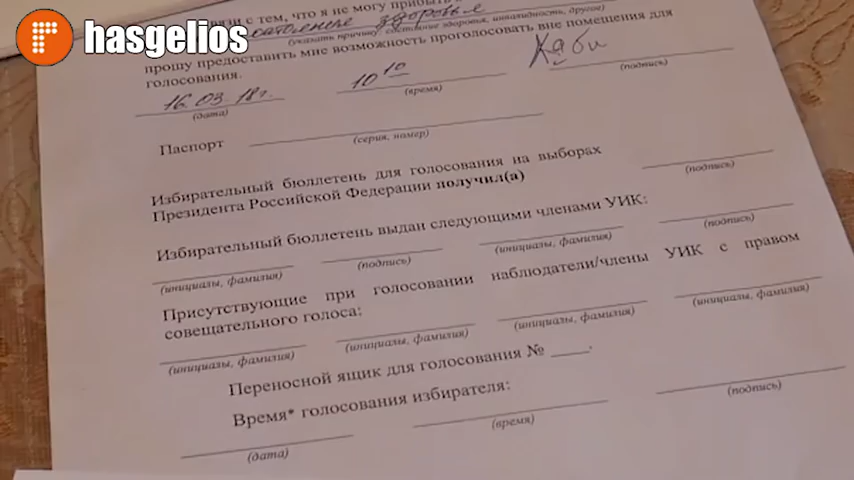 hasgelios
связи с тем, что я не могу прибыть
здоровье
(указать причину: состояние здоровья, инвалидность, другое)
прошу предоставить мне возможность проголосовать вне помещения для
голосования.
16.03.18г. 10 10
(дата) (время) (подпись)
Паспорт
(серия, номер)
Избирательный бюллетень для голосования на выборах
Президента Российской Федерации получил(а)
(подпись)
Избирательный бюллетень выдан следующими членами УИК:
(инициалы, фамилия) (подпись) (инициалы, фамилия) (подпись)
Присутствующие при голосовании наблюдатели/члены УИК с правом
совещательного голоса:
(инициалы, фамилия) (инициалы, фамилия) (инициалы, фамилия) (инициалы, фамилия)
Переносной ящик для голосования № ____.
Время* голосования избирателя:
(дата) (время) (подпись)